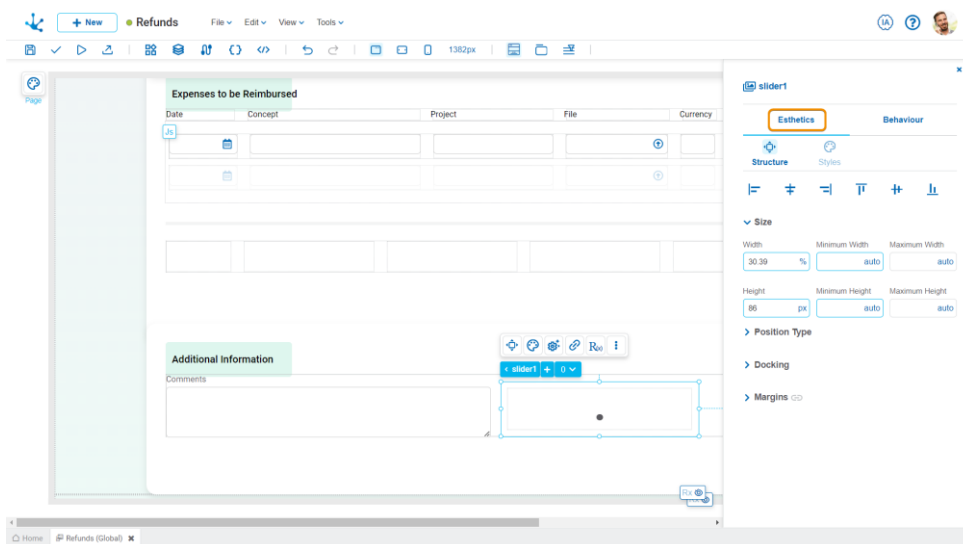 + New
Refunds
File
Edit
View
Tools
IA
?
1382px
Page
Expenses to be Reimbursed
Date
Concept
Project
File
Currency
Js
Additional Information
Comments
R(x)
< slider1 + 0
Rx
slider1
Esthetics
Behaviour
Structure
Styles
Size
Width
Minimum Width
Maximum Width
30.39 %
auto
auto
Height
Minimum Height
Maximum Height
86 px
auto
auto
Position Type
Docking
Margins
Home
Refunds (Global)